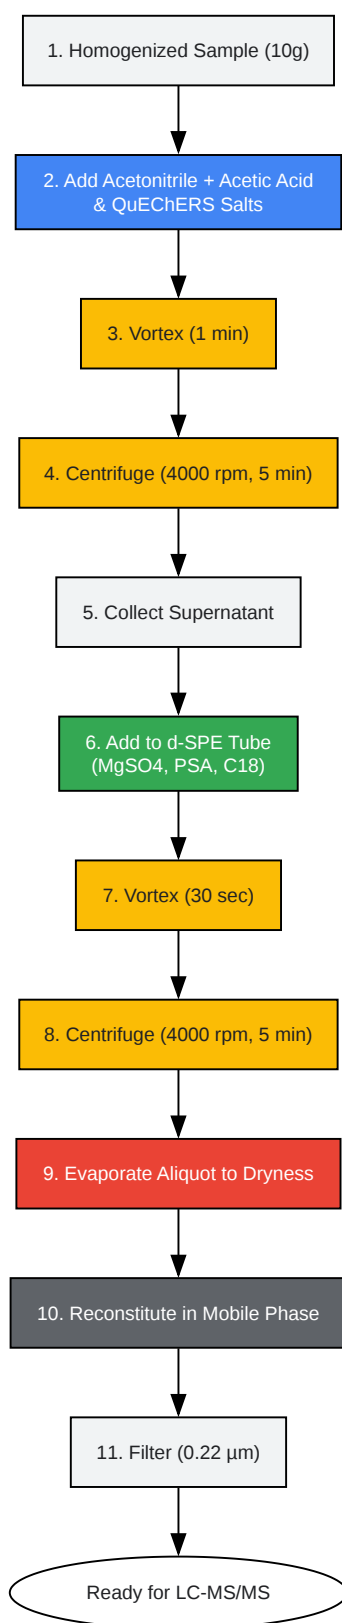 1. Homogenized Sample (10g)
2. Add Acetonitrile + Acetic Acid
& QuEChERS Salts
3. Vortex (1 min)
4. Centrifuge (4000 rpm, 5 min)
5. Collect Supernatant
6. Add to d-SPE Tube
(MgSO4, PSA, C18)
7. Vortex (30 sec)
8. Centrifuge (4000 rpm, 5 min)
9. Evaporate Aliquot to Dryness
10. Reconstitute in Mobile Phase
11. Filter (0.22 µm)
Ready for LC-MS/MS